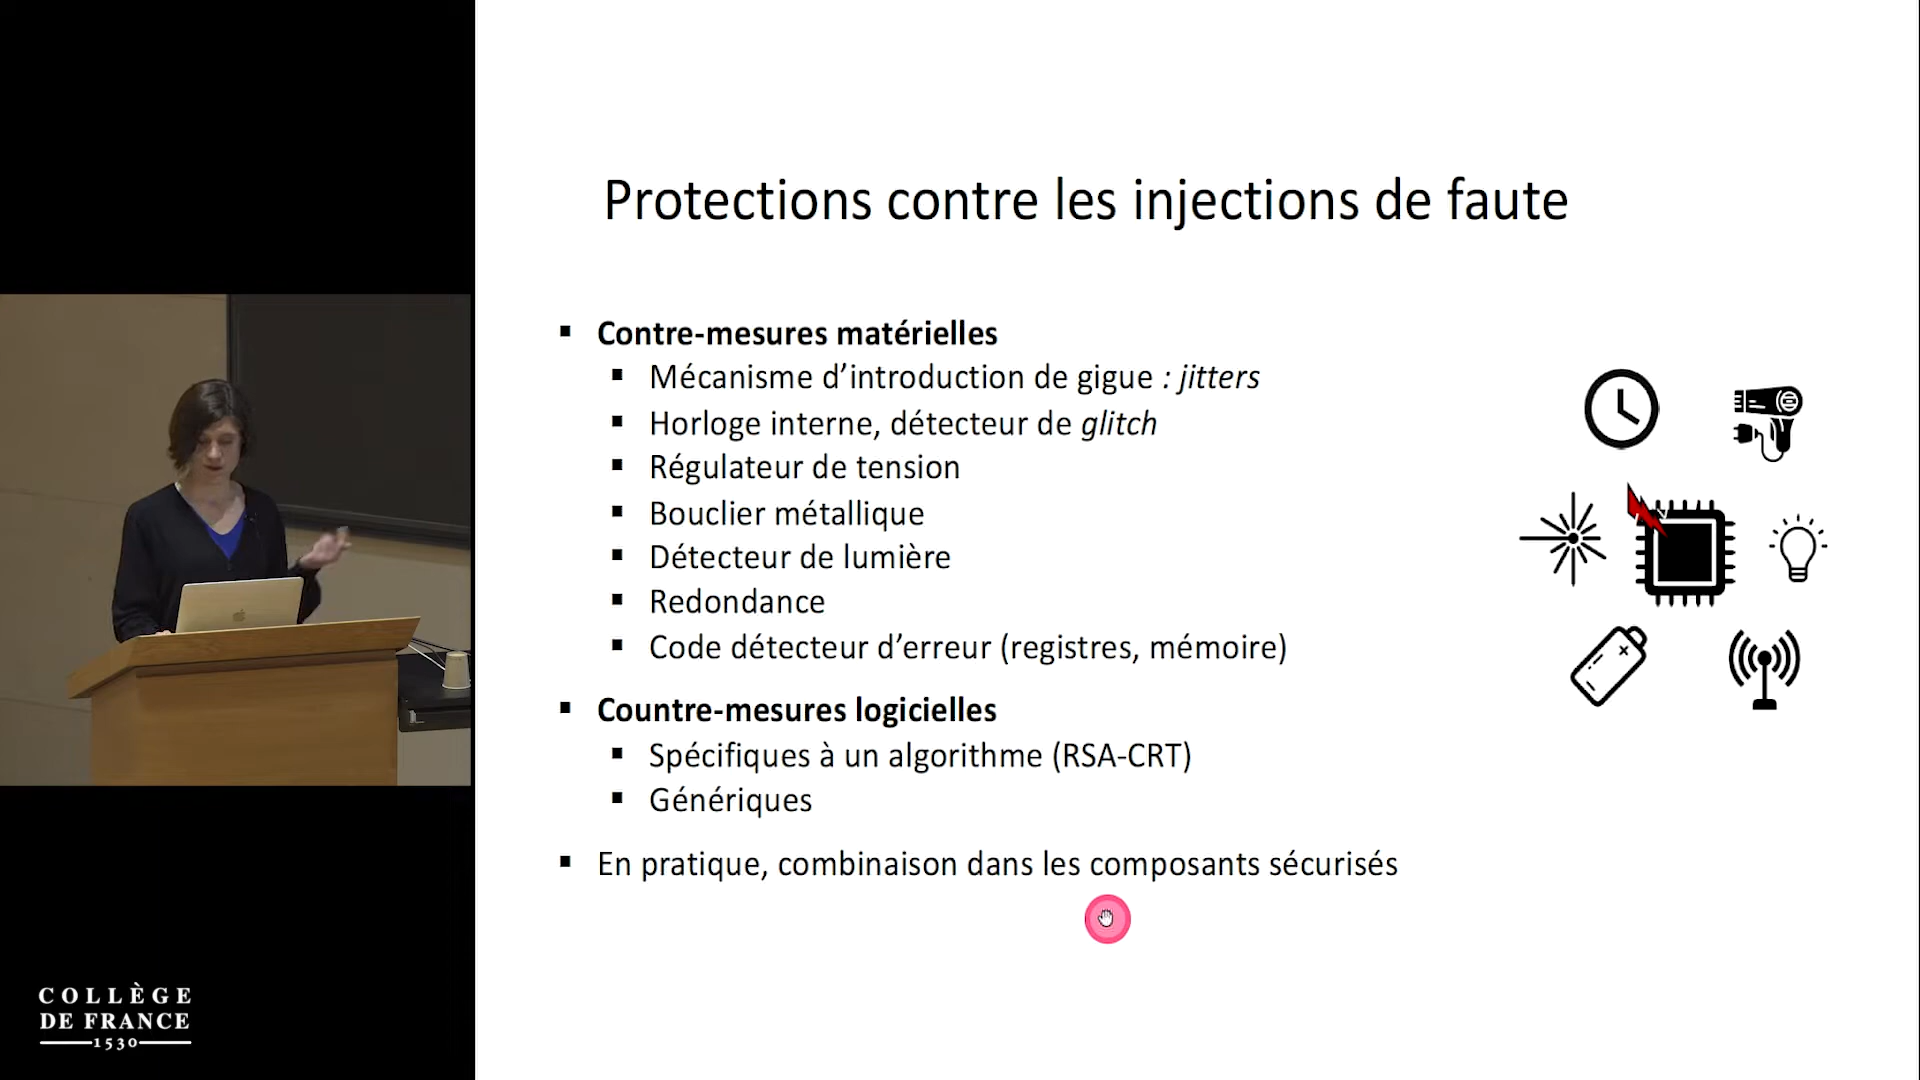 Protections contre les injections de faute
▪ Contre-mesures matérielles
▪ Mécanisme d’introduction de gigue : jitters
▪ Horloge interne, détecteur de glitch
▪ Régulateur de tension
▪ Bouclier métallique
▪ Détecteur de lumière
▪ Redondance
▪ Code détecteur d’erreur (registres, mémoire)
▪ Countre-mesures logicielles
▪ Spécifiques à un algorithme (RSA-CRT)
▪ Génériques
▪ En pratique, combinaison dans les composants sécurisés
COLLÈGE
DE FRANCE
1530